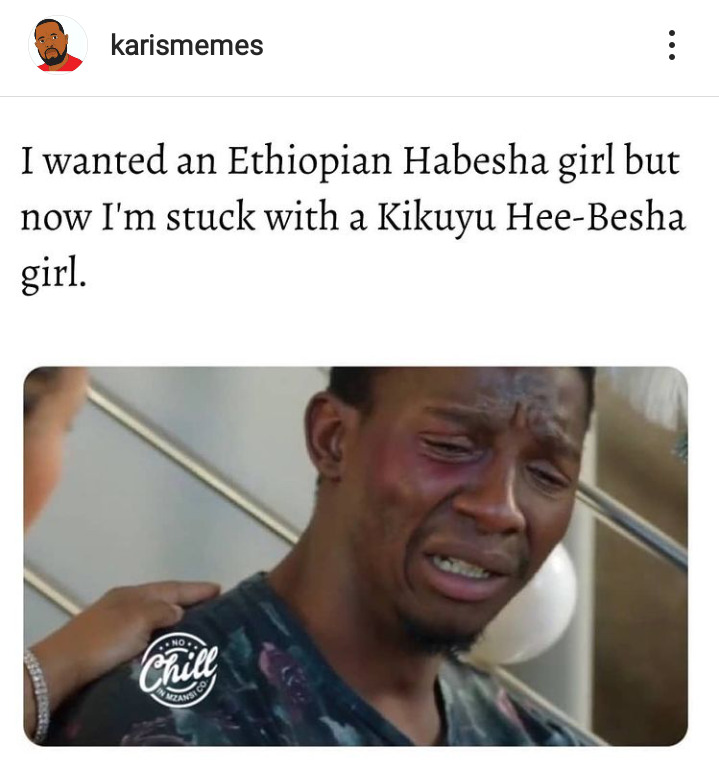 karismemes
I wanted an Ethiopian Habesha girl but
now I'm stuck with a Kikuyu Hee-Besha
girl.
NO
Chill
IN MZANSI CO.